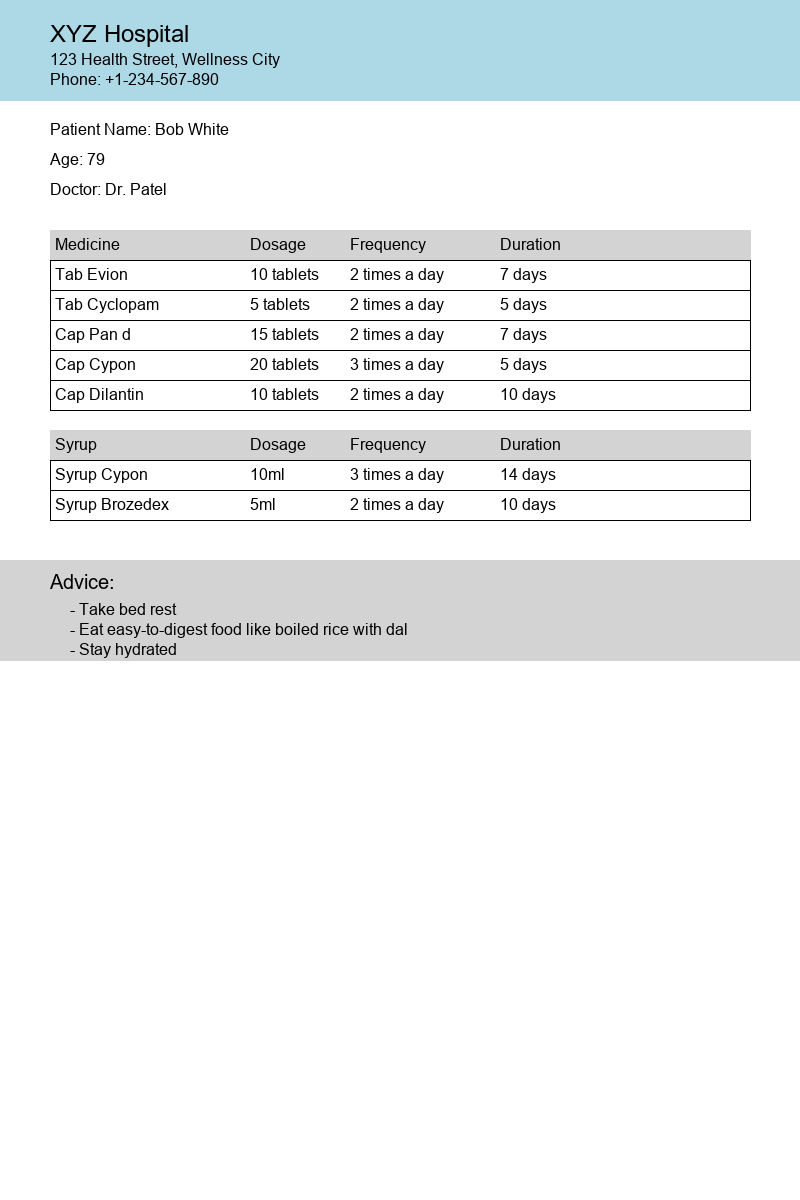 XYZ Hospital
123 Health Street, Wellness City
Phone: +1-234-567-890
Patient Name: Bob White
Age: 79
Doctor: Dr. Patel
Medicine Dosage Frequency Duration
Tab Evion 10 tablets 2 times a day 7 days
Tab Cyclopam 5 tablets 2 times a day 5 days
Cap Pan d 15 tablets 2 times a day 7 days
Cap Cypon 20 tablets 3 times a day 5 days
Cap Dilantin 10 tablets 2 times a day 10 days
Syrup Dosage Frequency Duration
Syrup Cypon 10ml 3 times a day 14 days
Syrup Brozedex 5ml 2 times a day 10 days
Advice:
- Take bed rest
- Eat easy-to-digest food like boiled rice with dal
- Stay hydrated